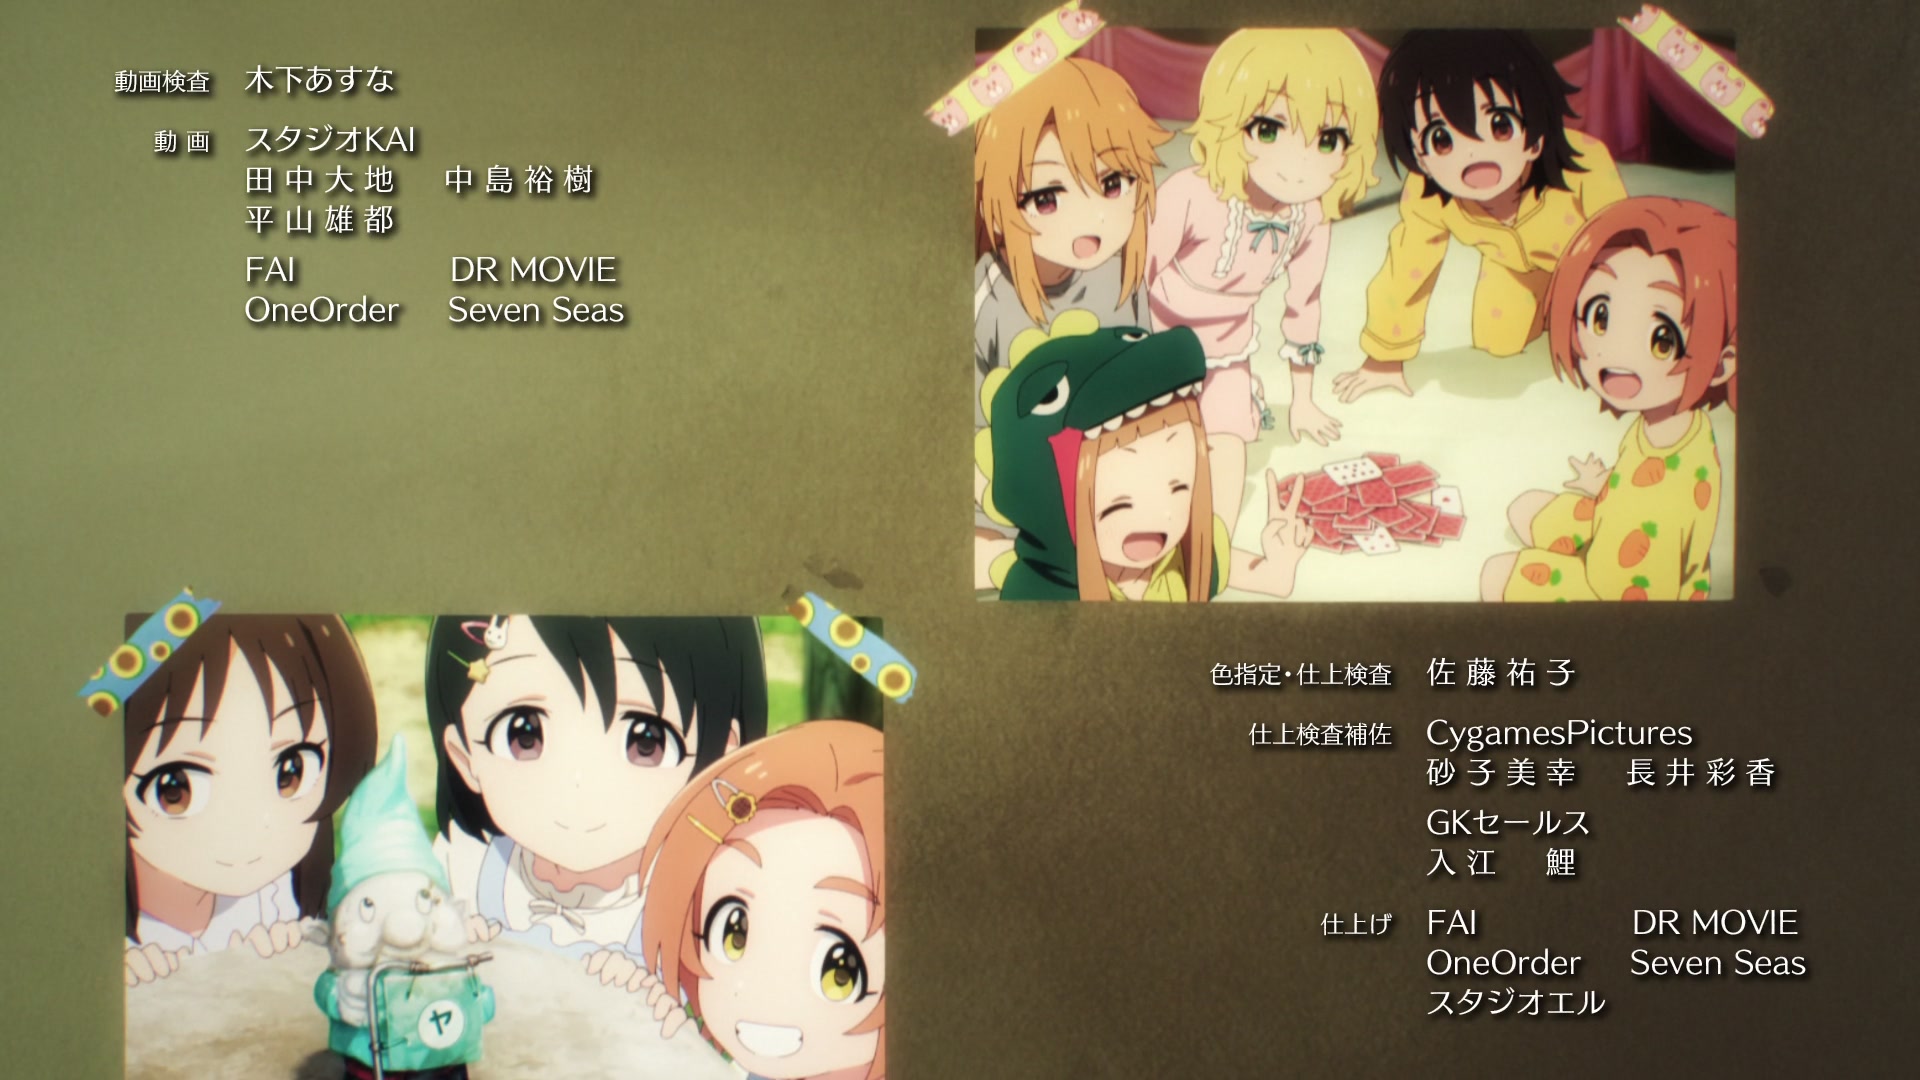 動画検査 木下あすな
動画 スタジオKAI
田中大地 中島裕樹
平山雄都
FAI DR MOVIE
OneOrder Seven Seas
色指定・仕上検査 佐藤祐子
仕上検査補佐 CygamesPictures
砂子美幸 長井彩香
GKセールス
入江 鯉
仕上げ FAI DR MOVIE
OneOrder Seven Seas
スタジオエル
ヤ